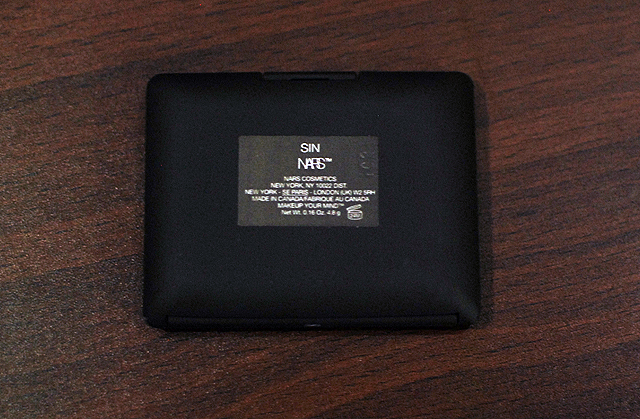 SIN
NARS™
NARS COSMETICS
NEW YORK, NY 10022 DIST.
NEW YORK - SE PARIS - LONDON (UK) W2 5RH
MADE IN CANADA/FABRIQUÉ AU CANADA
MAKEUP YOUR MIND™
Net Wt. 0.16 Oz. 4.8 g